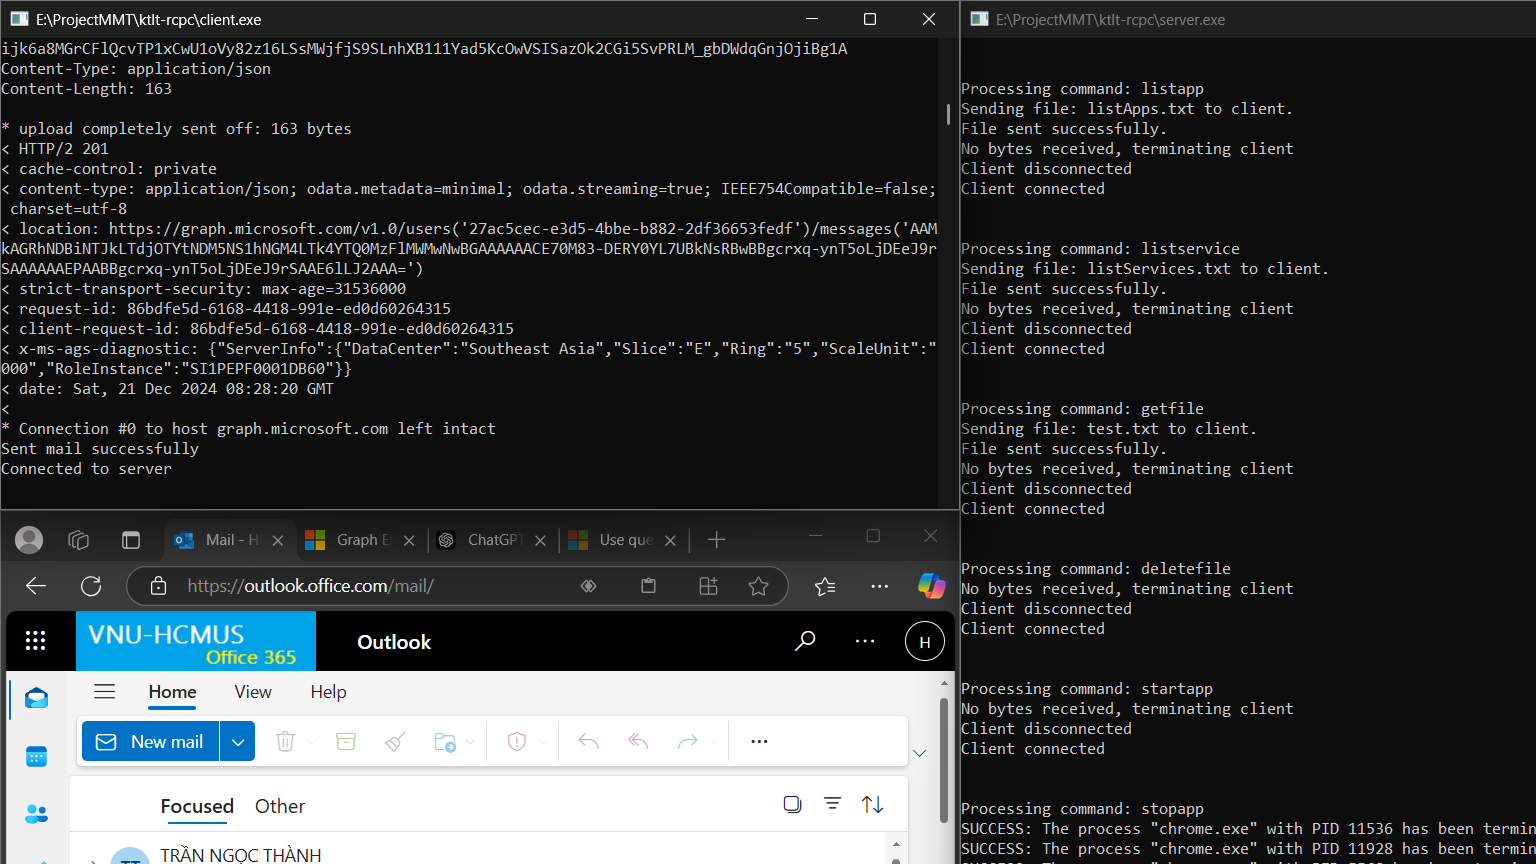 E:\ProjectMMT\ktlt-rcpc\client.exe
ijk6a8MGrCFlQcvTP1xCwU1oVy82z16LSsMWjfjS9SLnhXB111Yad5KcOwVSISazOk2CGi5SvPRLM_gbDWdqGnjOjiBg1A
Content-Type: application/json
Content-Length: 163
* upload completely sent off: 163 bytes
< HTTP/2 201
< cache-control: private
< content-type: application/json; odata.metadata=minimal; odata.streaming=true; IEEE754Compatible=false;
charset=utf-8
< location: https://graph.microsoft.com/v1.0/users('27ac5cec-e3d5-4bbe-b882-2df36653fedf')/messages('AAM
kAGRhNDBiNTJkLTdjOTYtNDM5NS1hNGM4LTk4YTQ0MzFlMWMwNwBGAAAAAACE70M83-DERY0YL7UBkNsRBwBBgcrxq-ynT5oLjDEeJ9r
SAAAAAAEPAABBgcrxq-ynT5oLjDEeJ9rSAAE6lLJ2AAA=')
< strict-transport-security: max-age=31536000
< request-id: 86bdfe5d-6168-4418-991e-ed0d60264315
< client-request-id: 86bdfe5d-6168-4418-991e-ed0d60264315
< x-ms-ags-diagnostic: {"ServerInfo":{"DataCenter":"Southeast Asia","Slice":"E","Ring":"5","ScaleUnit":"
000","RoleInstance":"SI1PEPF0001DB60"}}
< date: Sat, 21 Dec 2024 08:28:20 GMT
<
* Connection #0 to host graph.microsoft.com left intact
Sent mail successfully
Connected to server
E:\ProjectMMT\ktlt-rcpc\server.exe
Processing command: listapp
Sending file: listApps.txt to client.
File sent successfully.
No bytes received, terminating client
Client disconnected
Client connected
Processing command: listservice
Sending file: listServices.txt to client.
File sent successfully.
No bytes received, terminating client
Client disconnected
Client connected
Processing command: getfile
Sending file: test.txt to client.
File sent successfully.
No bytes received, terminating client
Client disconnected
Client connected
Processing command: deletefile
No bytes received, terminating client
Client disconnected
Client connected
Processing command: startapp
No bytes received, terminating client
Client disconnected
Client connected
Processing command: stopapp
SUCCESS: The process "chrome.exe" with PID 11536 has been termin
SUCCESS: The process "chrome.exe" with PID 11928 has been termin
Mail - H
Graph E
ChatGPT
Use que
https://outlook.office.com/mail/
VNU-HCMUS
Office 365
Outlook
H
Home View Help
New mail
Focused Other
TRẦN NGỌC THÀNH